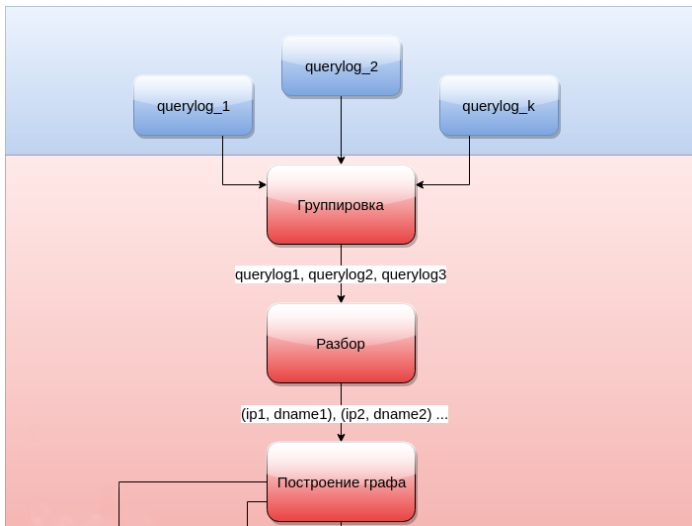 querylog_2
querylog_1
querylog_k
Группировка
querylog1, querylog2, querylog3
Разбор
(ip1, dname1), (ip2, dname2) ...
Построение графа